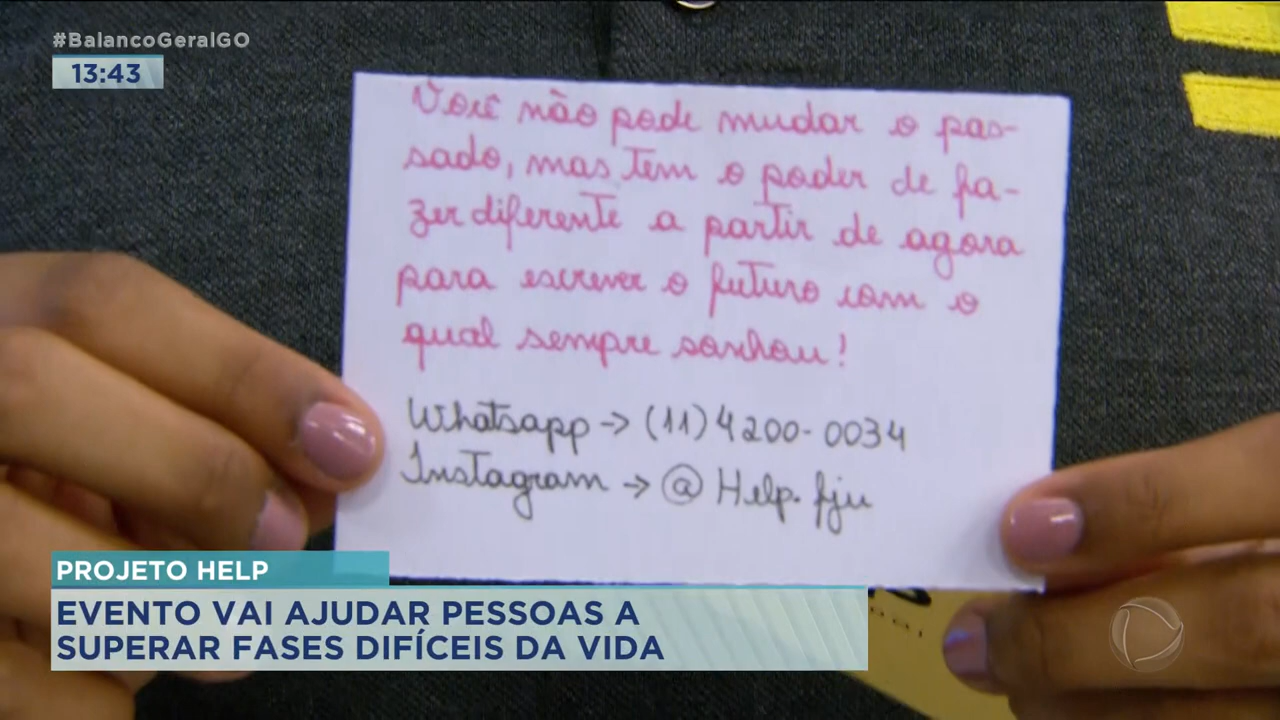 #BalancoGeralGO
13:43
Você não pode mudar o pas-
sado, mas tem o poder de fa-
zer diferente a partir de agora
para escrever o futuro com o
qual sempre sonhou!
Whatsapp → (11) 4200-0034
Instagram → @Help.fju
PROJETO HELP
EVENTO VAI AJUDAR PESSOAS A
SUPERAR FASES DIFÍCEIS DA VIDA